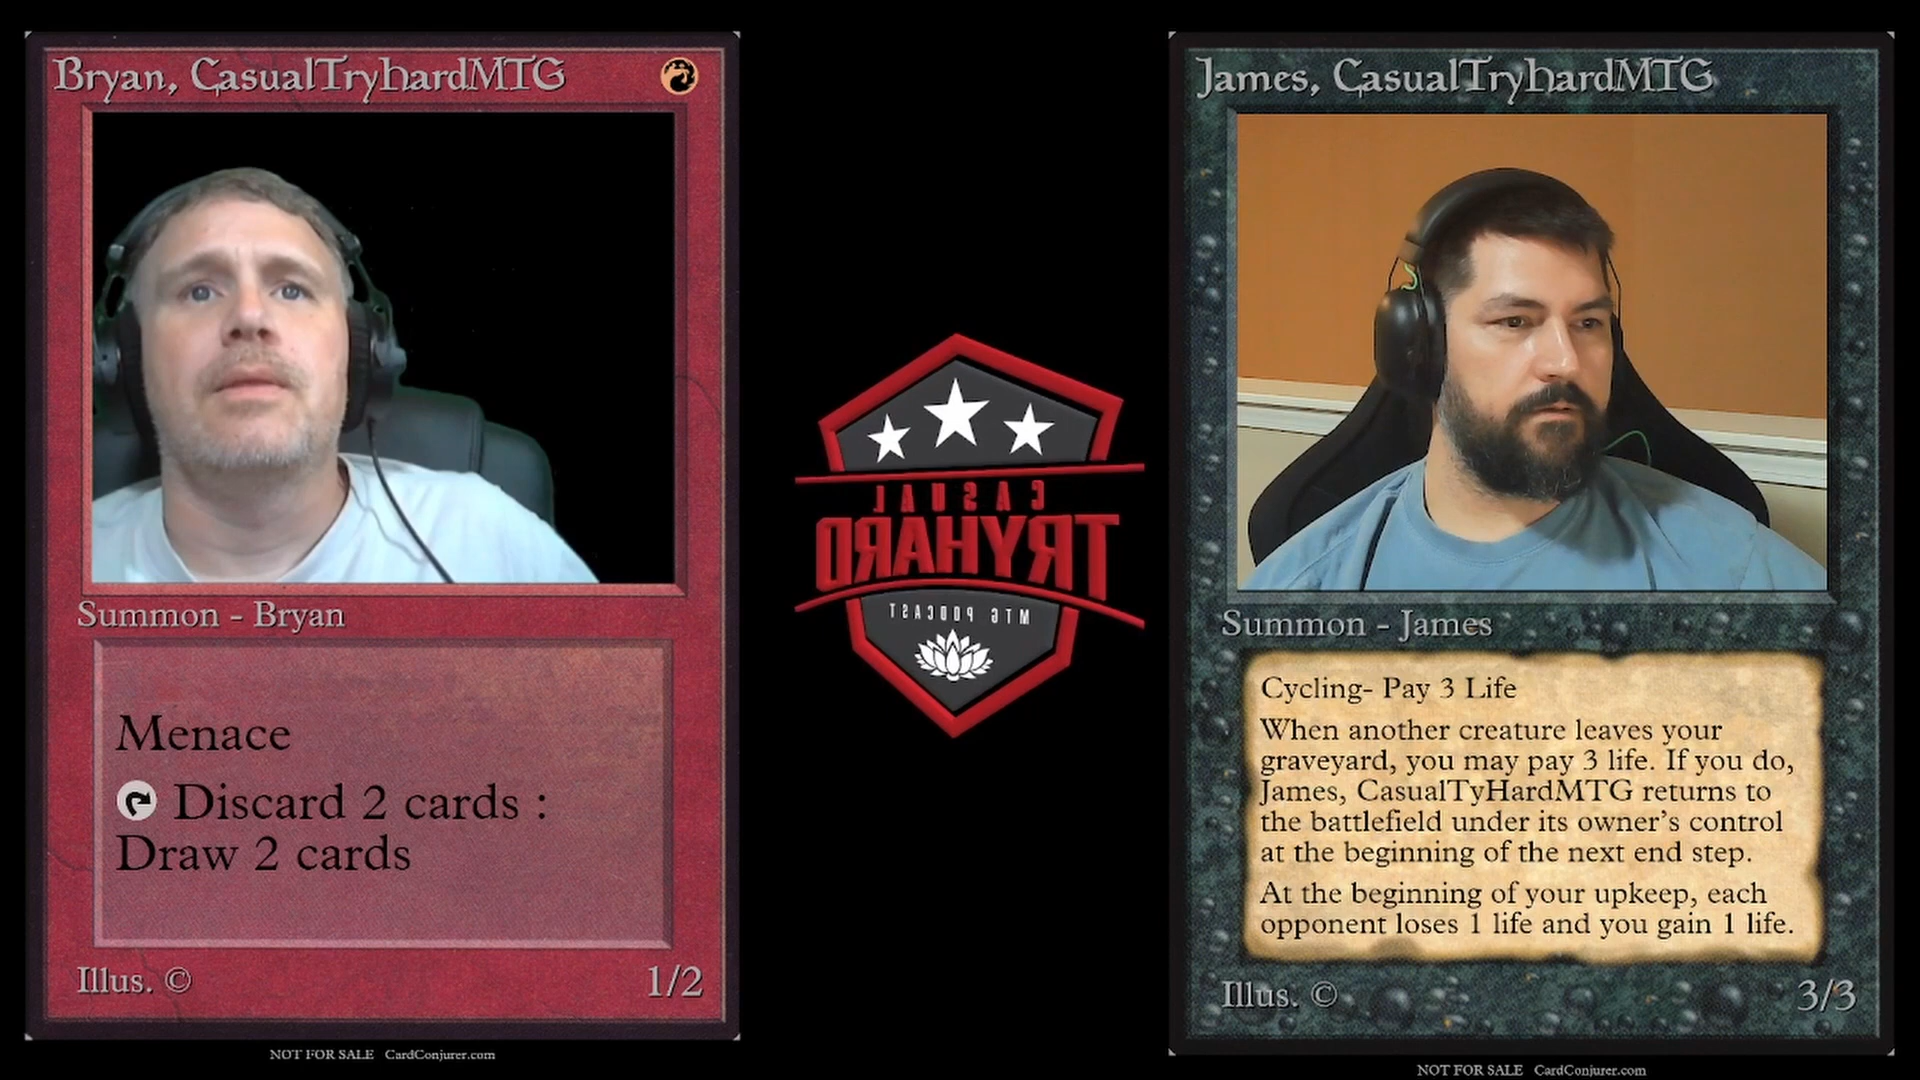 Bryan, CasualTryhardMTG
Summon - Bryan
Menace
Discard 2 cards :
Draw 2 cards
Illus. ©
1/2
NOT FOR SALE CardConjurer.com
CASUAL
TRYHARD
MTG PODCAST
James, CasualTryhardMTG
Summon - James
Cycling- Pay 3 Life
When another creature leaves your
graveyard, you may pay 3 life. If you do,
James, CasualTyHardMTG returns to
the battlefield under its owner's control
at the beginning of the next end step.
At the beginning of your upkeep, each
opponent loses 1 life and you gain 1 life.
Illus. ©
3/3
NOT FOR SALE CardConjurer.com